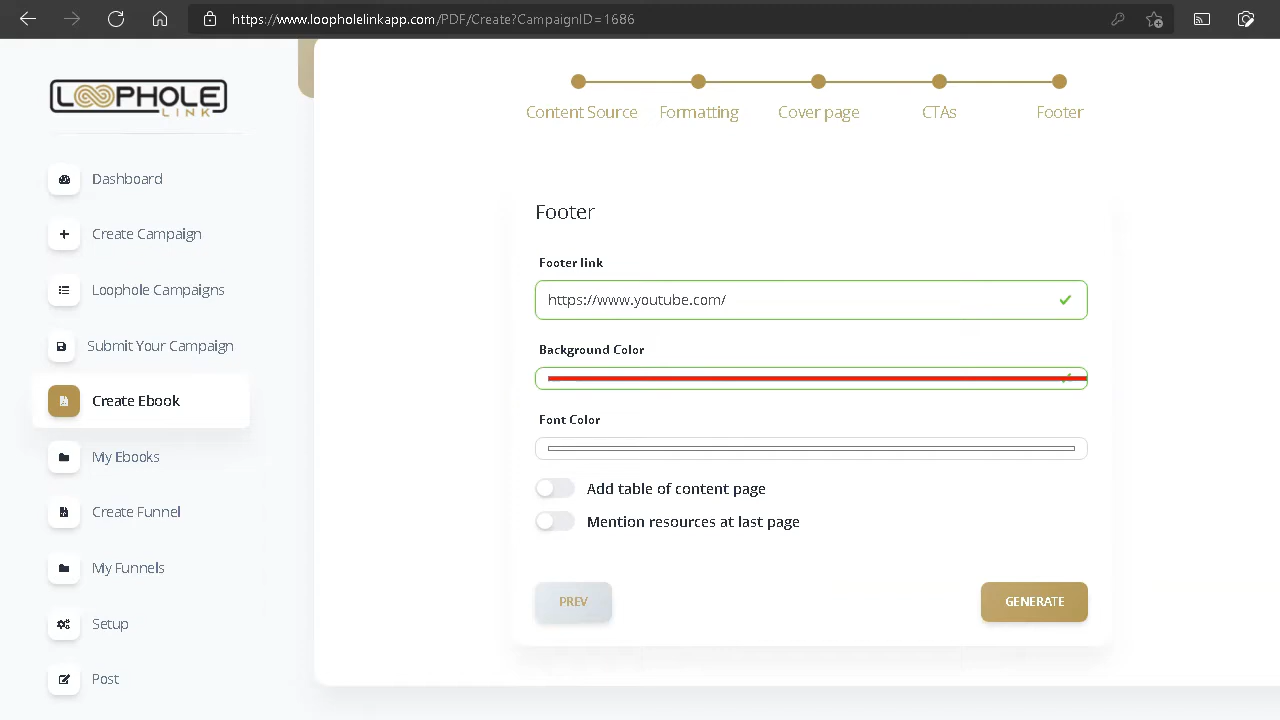 https://www.loopholelinkapp.com/PDF/Create?CampaignID=1686
LOOPHOLE
LINK
Dashboard
Create Campaign
Loophole Campaigns
Submit Your Campaign
Create Ebook
My Ebooks
Create Funnel
My Funnels
Setup
Post
Content Source
Formatting
Cover page
CTAs
Footer
Footer
Footer link
https://www.youtube.com/
Background Color
Font Color
Add table of content page
Mention resources at last page
PREV
GENERATE